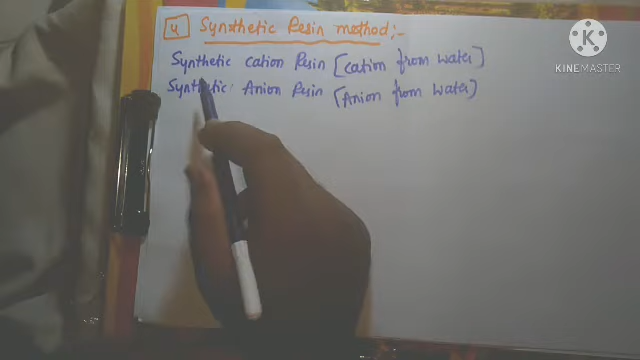 4 Synthetic Resin method:-
Synthetic cation Resin [cation from water]
Synthetic Anion Resin [Anion from water]
KINEMASTER